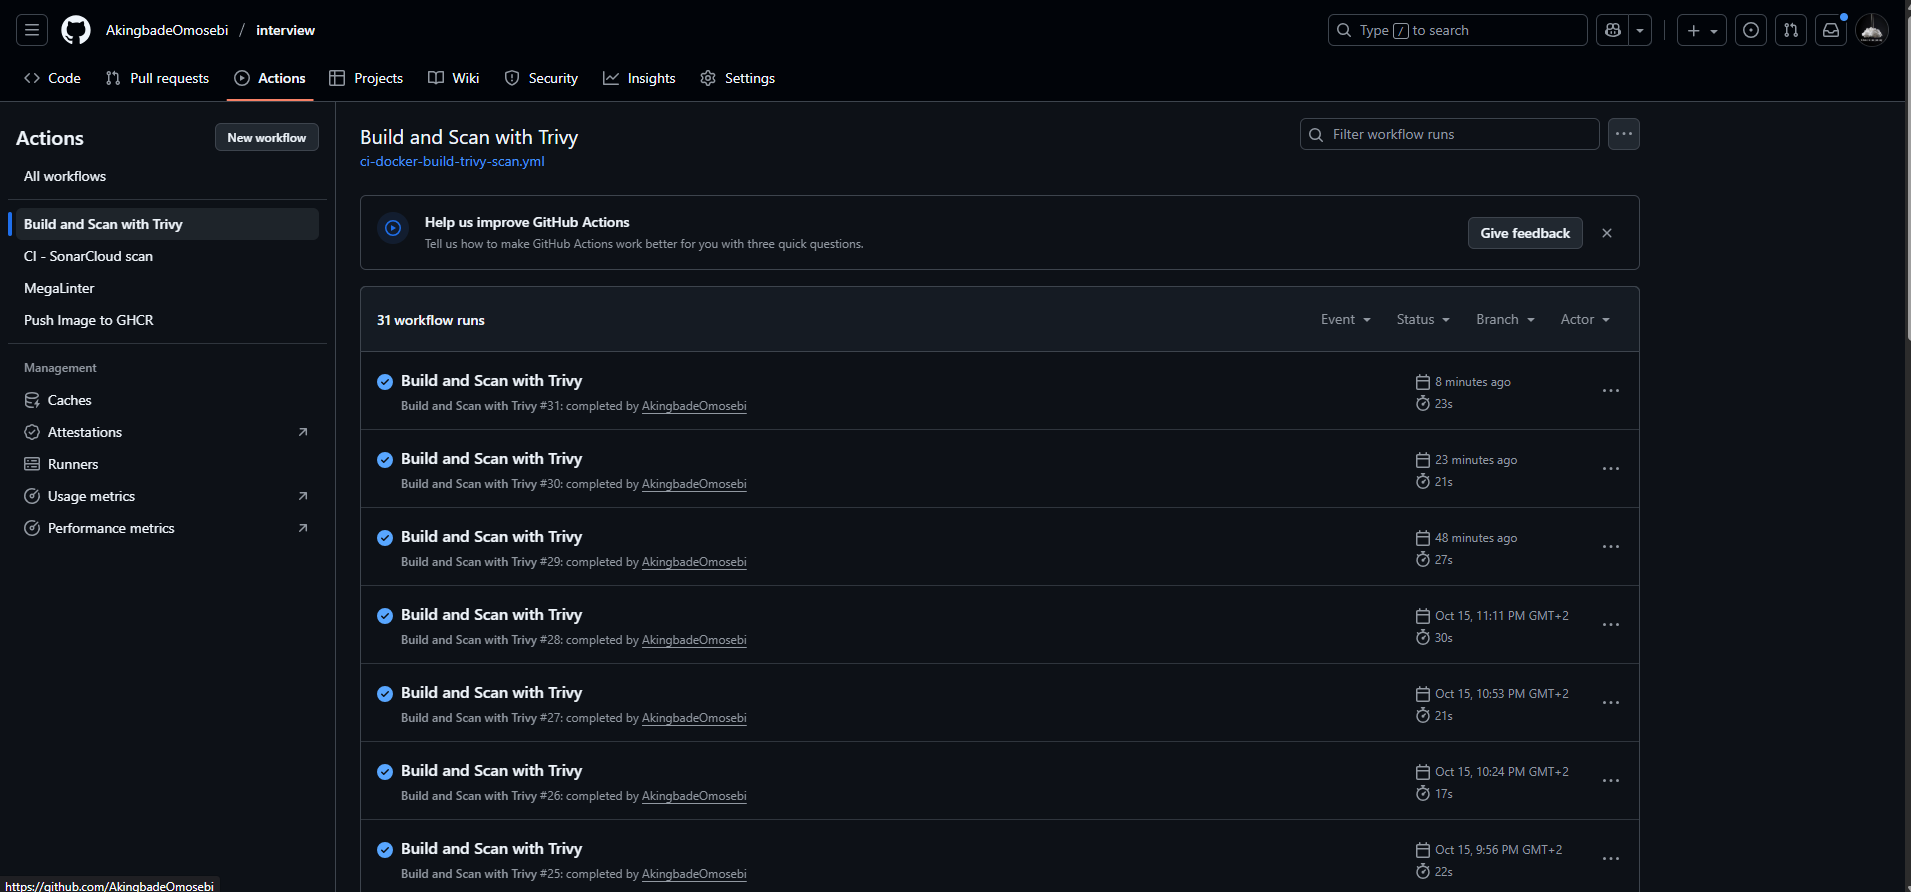 AkingbadeOmosebi / interview
Type / to search
Code
Pull requests
Actions
Projects
Wiki
Security
Insights
Settings
Actions
New workflow
All workflows
Build and Scan with Trivy
CI - SonarCloud scan
MegaLinter
Push Image to GHCR
Management
Caches
Attestations
Runners
Usage metrics
Performance metrics
Build and Scan with Trivy
ci-docker-build-trivy-scan.yml
Filter workflow runs
Help us improve GitHub Actions
Tell us how to make GitHub Actions work better for you with three quick questions.
Give feedback
31 workflow runs
Event
Status
Branch
Actor
Build and Scan with Trivy
Build and Scan with Trivy #31: completed by AkingbadeOmosebi
8 minutes ago
23s
Build and Scan with Trivy
Build and Scan with Trivy #30: completed by AkingbadeOmosebi
23 minutes ago
21s
Build and Scan with Trivy
Build and Scan with Trivy #29: completed by AkingbadeOmosebi
48 minutes ago
27s
Build and Scan with Trivy
Build and Scan with Trivy #28: completed by AkingbadeOmosebi
Oct 15, 11:11 PM GMT+2
30s
Build and Scan with Trivy
Build and Scan with Trivy #27: completed by AkingbadeOmosebi
Oct 15, 10:53 PM GMT+2
21s
Build and Scan with Trivy
Build and Scan with Trivy #26: completed by AkingbadeOmosebi
Oct 15, 10:24 PM GMT+2
17s
Build and Scan with Trivy
Build and Scan with Trivy #25: completed by AkingbadeOmosebi
Oct 15, 9:56 PM GMT+2
22s
https://github.com/AkingbadeOmosebi